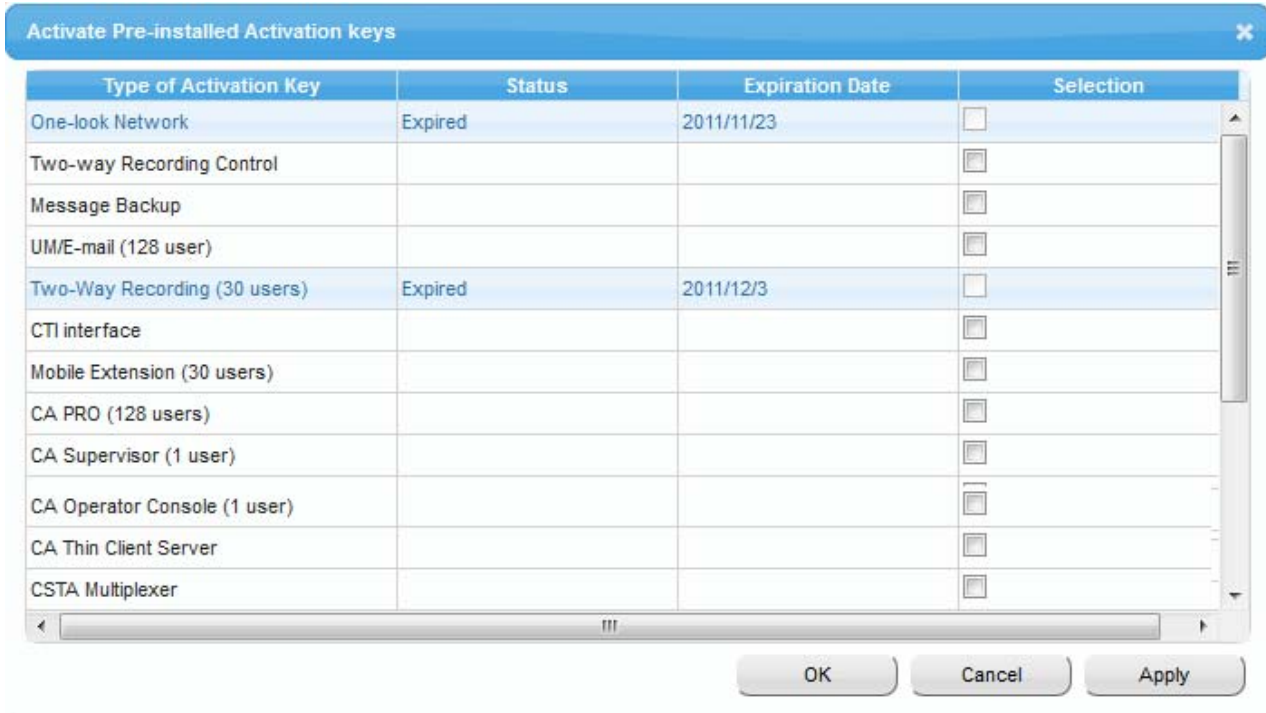 Activate Pre-installed Activation keys
Type of Activation Key Status Expiration Date Selection
One-look Network Expired 2011/11/23
Two-way Recording Control
Message Backup
UM/E-mail (128 user)
Two-Way Recording (30 users) Expired 2011/12/3
CTI interface
Mobile Extension (30 users)
CA PRO (128 users)
CA Supervisor (1 user)
CA Operator Console (1 user)
CA Thin Client Server
CSTA Multiplexer
OK Cancel Apply